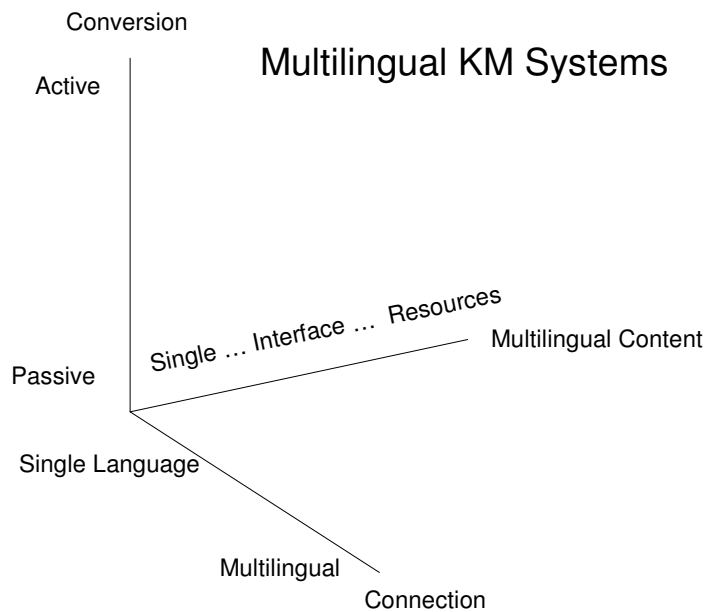 Conversion
Multilingual KM Systems
Active
Single … Interface … Resources
Multilingual Content
Passive
Single Language
Multilingual
Connection